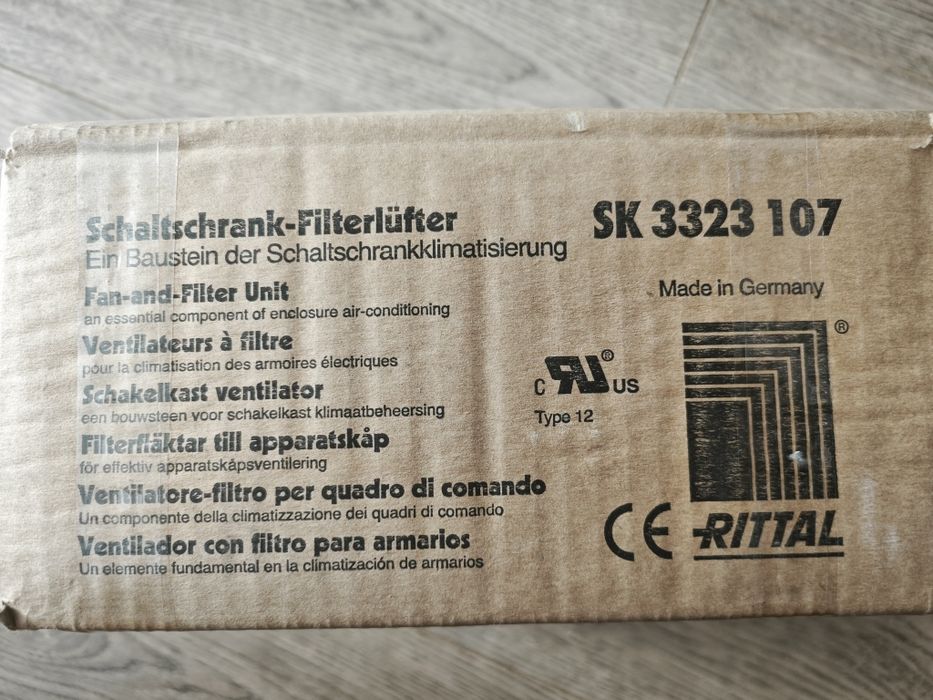 Schaltschrank-Filterlüfter
Ein Baustein der Schaltschrankklimatisierung
SK 3323 107
Made in Germany
Fan-and-Filter Unit
an essential component of enclosure air-conditioning
Ventilateurs à filtre
pour la climatisation des armoires électriques
Schakelkast ventilator
een bouwsteen voor schakelkast klimaatbeheersing
Filterfläktar till apparatskåp
för effektiv apparatskåpsventilering
Ventilatore-filtro per quadro di comando
Un componente della climatizzazione dei quadri di comando
Ventilador con filtro para armarios
Un elemente fundamental en la climatización de armarios
C RU® US
Type 12
®
CE
RITTAL